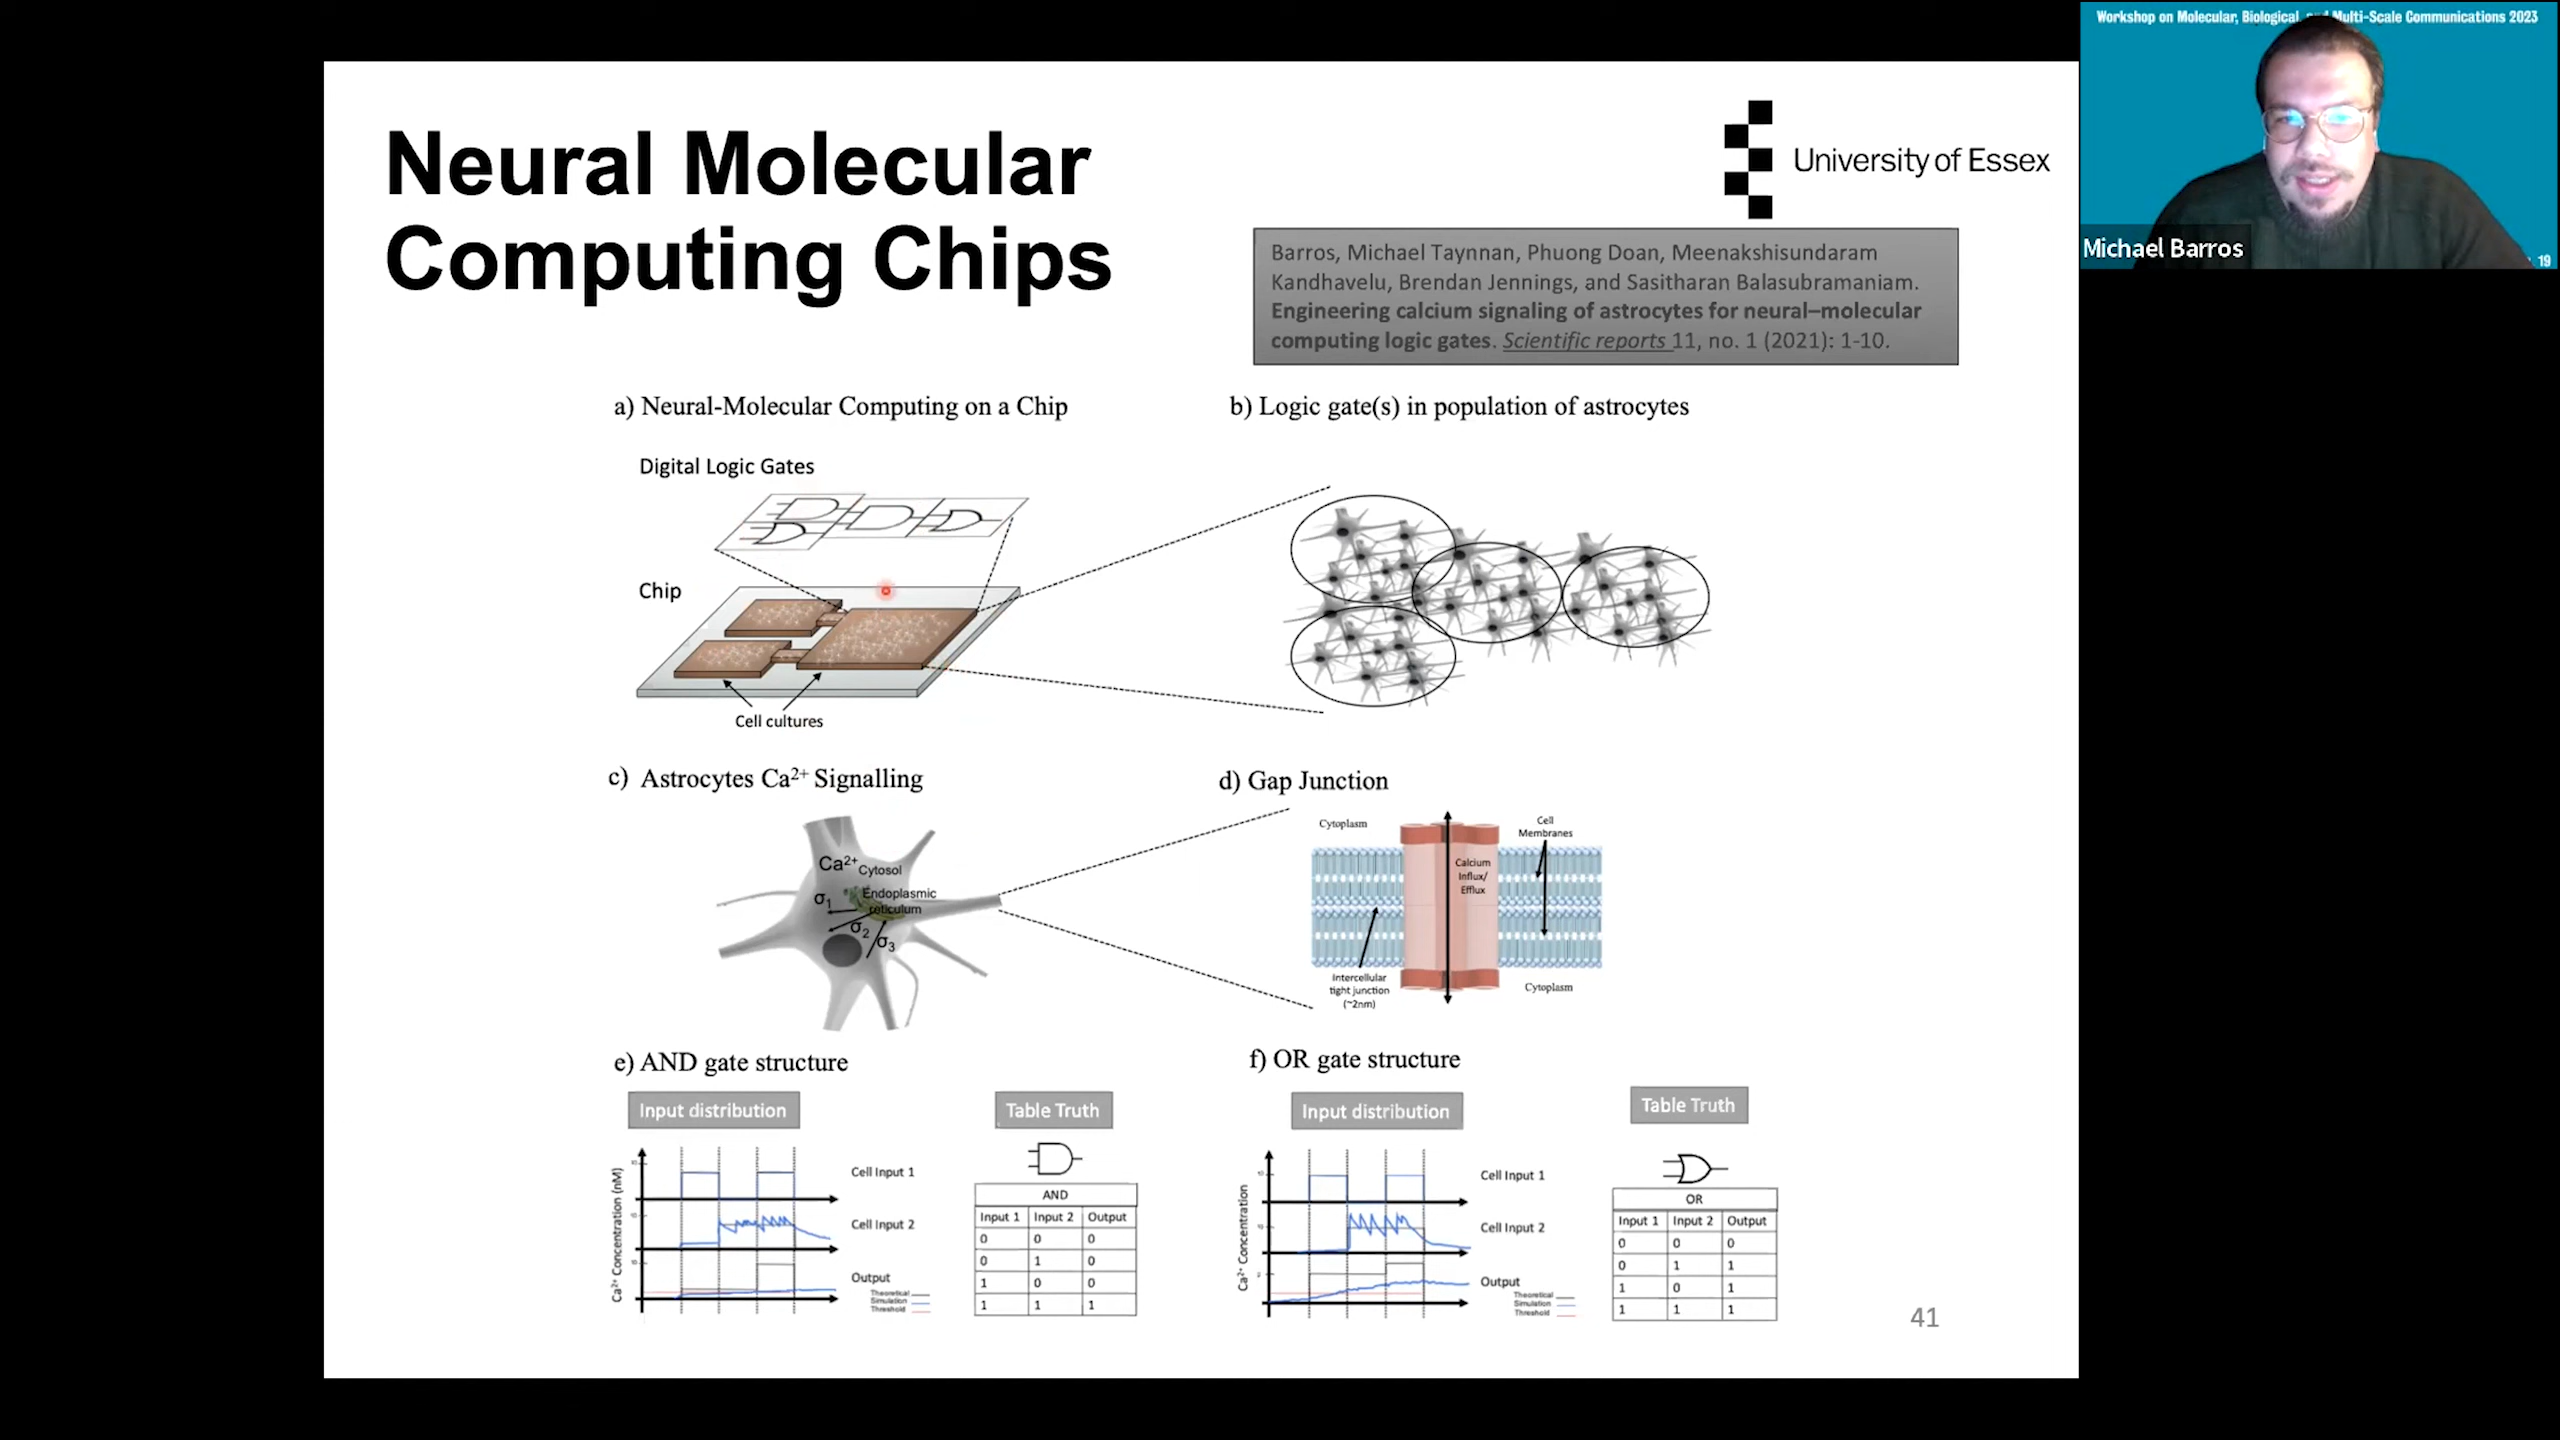 Workshop on Molecular, Biological, and Multi-Scale Communications 2023
Michael Barros
19
Neural Molecular
Computing Chips
University of Essex
Barros, Michael Taynnan, Phuong Doan, Meenakshisundaram
Kandhavelu, Brendan Jennings, and Sasitharan Balasubramaniam.
Engineering calcium signaling of astrocytes for neural–molecular
computing logic gates. Scientific reports 11, no. 1 (2021): 1-10.
a) Neural-Molecular Computing on a Chip
Digital Logic Gates
Chip
Cell cultures
b) Logic gate(s) in population of astrocytes
c) Astrocytes Ca²⁺ Signalling
Ca²⁺ Cytosol
Endoplasmic
reticulum
σ₁
σ₂
σ₃
d) Gap Junction
Cytoplasm
Cell
Membranes
Calcium
Influx/
Efflux
Intercellular
tight junction
(~2nm)
Cytoplasm
e) AND gate structure
Input distribution
Ca²⁺ Concentration (nM)
Cell Input 1
Cell Input 2
Output
Theoretical
Simulation
Threshold
Table Truth
AND
Input 1 Input 2 Output
0 0 0
0 1 0
1 0 0
1 1 1
f) OR gate structure
Input distribution
Ca²⁺ Concentration
Cell Input 1
Cell Input 2
Output
Theoretical
Simulation
Threshold
Table Truth
OR
Input 1 Input 2 Output
0 0 0
0 1 1
1 0 1
1 1 1
41